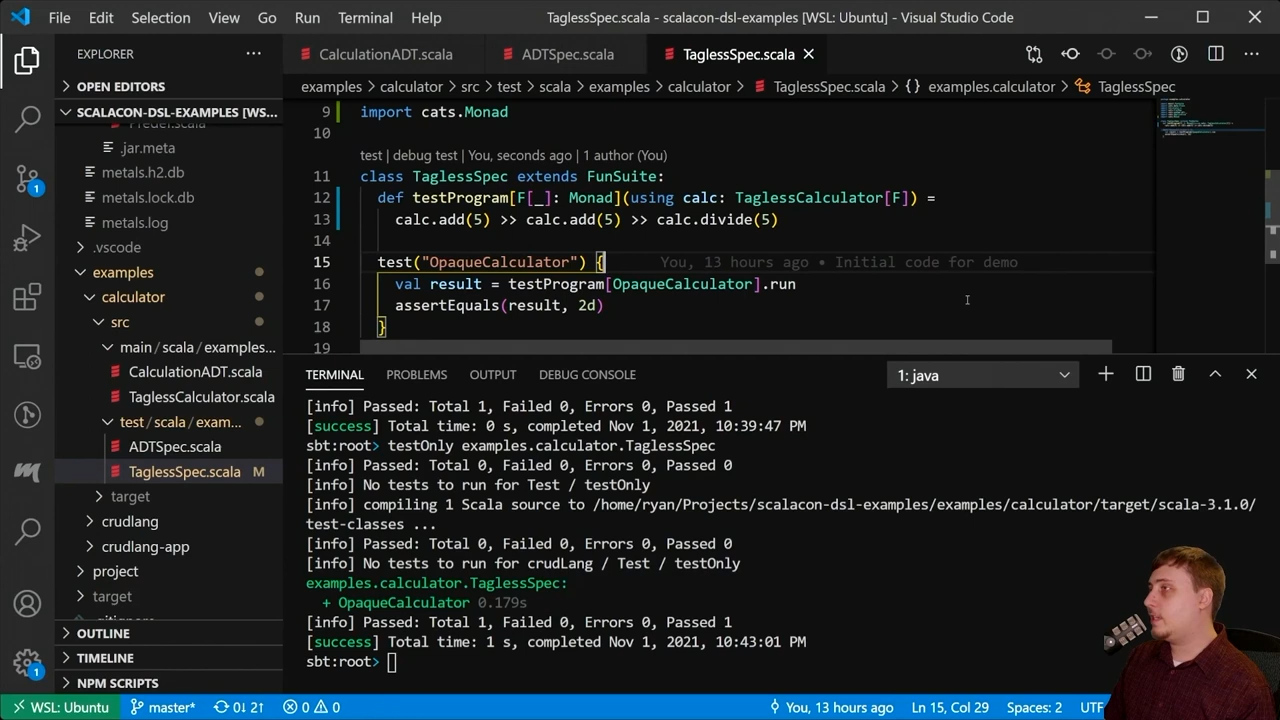 File Edit Selection View Go Run Terminal Help TaglessSpec.scala - scalacon-dsl-examples [WSL: Ubuntu] - Visual Studio Code
EXPLORER
CalculationADT.scala ADTSpec.scala TaglessSpec.scala
OPEN EDITORS
SCALACON-DSL-EXAMPLES [WS...
.jar.meta
metals.h2.db
metals.lock.db
metals.log
.vscode
examples
calculator
src
main/scala/examples...
CalculationADT.scala
TaglessCalculator.scala
test/scala/exam...
ADTSpec.scala
TaglessSpec.scala M
target
crudlang
crudlang-app
project
target
OUTLINE
TIMELINE
NPM SCRIPTS
1
1
examples > calculator > src > test > scala > examples > calculator > TaglessSpec.scala > {} examples.calculator > TaglessSpec
9 import cats.Monad
10
test | debug test | You, seconds ago | 1 author (You)
11 class TaglessSpec extends FunSuite:
12 def testProgram[F[_]: Monad](using calc: TaglessCalculator[F]) =
13 calc.add(5) >> calc.add(5) >> calc.divide(5)
14
15 test("OpaqueCalculator") { You, 13 hours ago • Initial code for demo
16 val result = testProgram[OpaqueCalculator].run
17 assertEquals(result, 2d)
18 }
19
TERMINAL PROBLEMS OUTPUT DEBUG CONSOLE 1: java
[info] Passed: Total 1, Failed 0, Errors 0, Passed 1
[success] Total time: 0 s, completed Nov 1, 2021, 10:39:47 PM
sbt:root> testOnly examples.calculator.TaglessSpec
[info] Passed: Total 0, Failed 0, Errors 0, Passed 0
[info] No tests to run for Test / testOnly
[info] compiling 1 Scala source to /home/ryan/Projects/scalacon-dsl-examples/examples/calculator/target/scala-3.1.0/
test-classes ...
[info] Passed: Total 0, Failed 0, Errors 0, Passed 0
[info] No tests to run for crudLang / Test / testOnly
examples.calculator.TaglessSpec:
+ OpaqueCalculator 0.179s
[info] Passed: Total 1, Failed 0, Errors 0, Passed 1
[success] Total time: 1 s, completed Nov 1, 2021, 10:43:01 PM
sbt:root>
WSL: Ubuntu master* 0↓ 2↑ 0 0 You, 13 hours ago Ln 15, Col 29 Spaces: 2 UTF